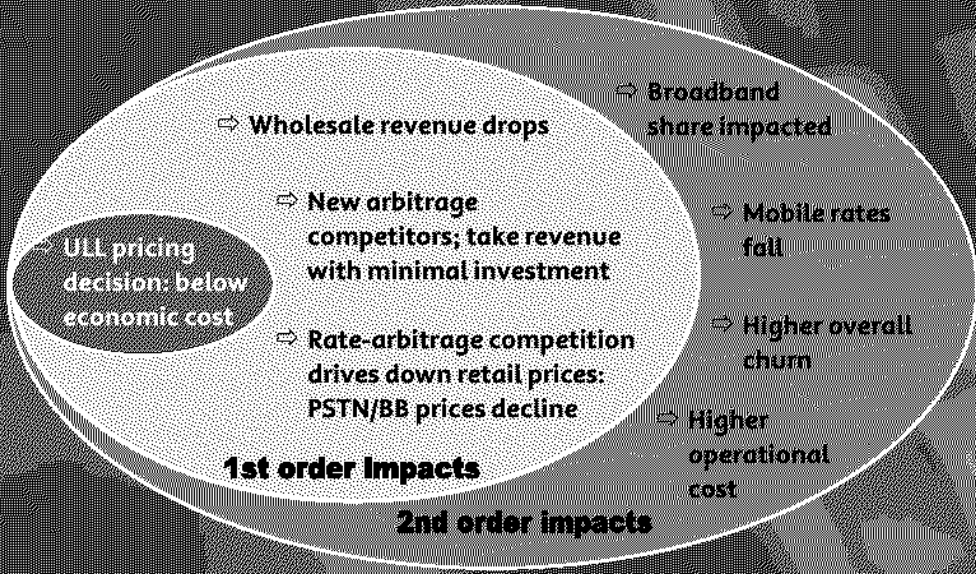 ⇨ ULL pricing
decision: below
economic cost
⇨ Wholesale revenue drops
⇨ New arbitrage
competitors; take revenue
with minimal investment
⇨ Rate-arbitrage competition
drives down retail prices:
PSTN/BB prices decline
1st order Impacts
⇨ Broadband
share impacted
⇨ Mobile rates
fall
⇨ Higher overall
churn
⇨ Higher
operational
cost
2nd order impacts